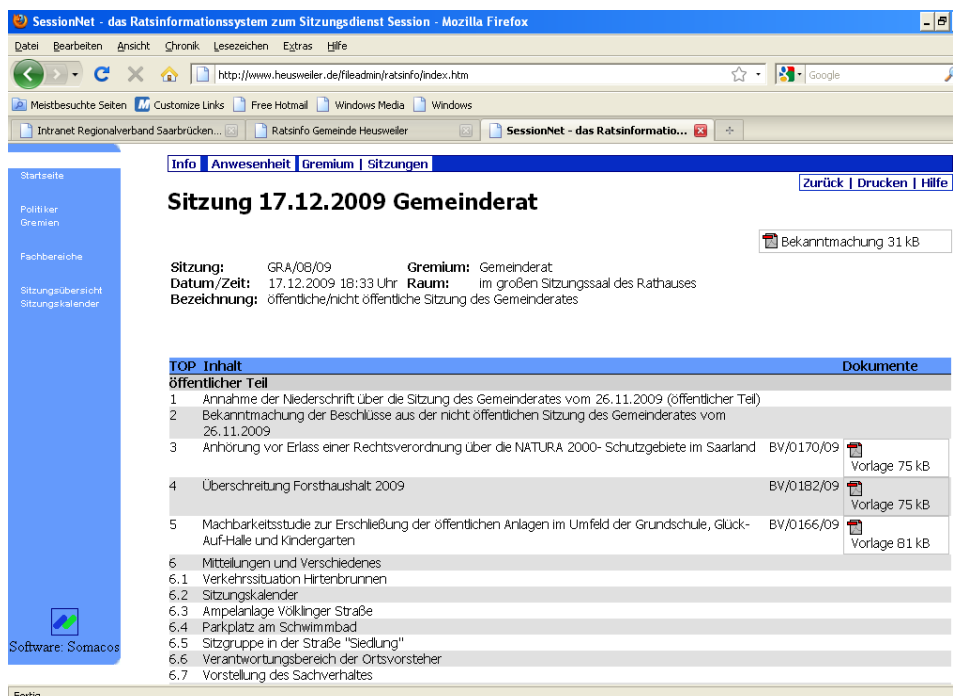 SessionNet - das Ratsinformationssystem zum Sitzungsdienst Session - Mozilla Firefox
Datei Bearbeiten Ansicht Chronik Lesezeichen Extras Hilfe
http://www.heusweiler.de/fileadmin/ratsinfo/index.htm Google
Meistbesuchte Seiten Customize Links Free Hotmail Windows Media Windows
Intranet Regionalverband Saarbrücken... Ratsinfo Gemeinde Heusweiler SessionNet - das Ratsinformatio...
Info Anwesenheit Gremium | Sitzungen
Zurück | Drucken | Hilfe
Startseite
Politiker
Gremien
Fachbereiche
Sitzungsübersicht
Sitzungskalender
Software: Somacos
Sitzung 17.12.2009 Gemeinderat
Bekanntmachung 31 kB
Sitzung: GRA/08/09 Gremium: Gemeinderat
Datum/Zeit: 17.12.2009 18:33 Uhr Raum: im großen Sitzungssaal des Rathauses
Bezeichnung: öffentliche/nicht öffentliche Sitzung des Gemeinderates
TOP Inhalt Dokumente
öffentlicher Teil
1 Annahme der Niederschrift über die Sitzung des Gemeinderates vom 26.11.2009 (öffentlicher Teil)
2 Bekanntmachung der Beschlüsse aus der nicht öffentlichen Sitzung des Gemeinderates vom
26.11.2009
3 Anhörung vor Erlass einer Rechtsverordnung über die NATURA 2000- Schutzgebiete im Saarland BV/0170/09
Vorlage 75 kB
4 Überschreitung Forsthaushalt 2009 BV/0182/09
Vorlage 75 kB
5 Machbarkeitsstudie zur Erschließung der öffentlichen Anlagen im Umfeld der Grundschule, Glück- BV/0166/09
Auf-Halle und Kindergarten
Vorlage 81 kB
6 Mitteilungen und Verschiedenes
6.1 Verkehrssituation Hirtenbrunnen
6.2 Sitzungskalender
6.3 Ampelanlage Völklinger Straße
6.4 Parkplatz am Schwimmbad
6.5 Sitzgruppe in der Straße "Siedlung"
6.6 Verantwortungsbereich der Ortsvorsteher
6.7 Vorstellung des Sachverhaltes
Fertig